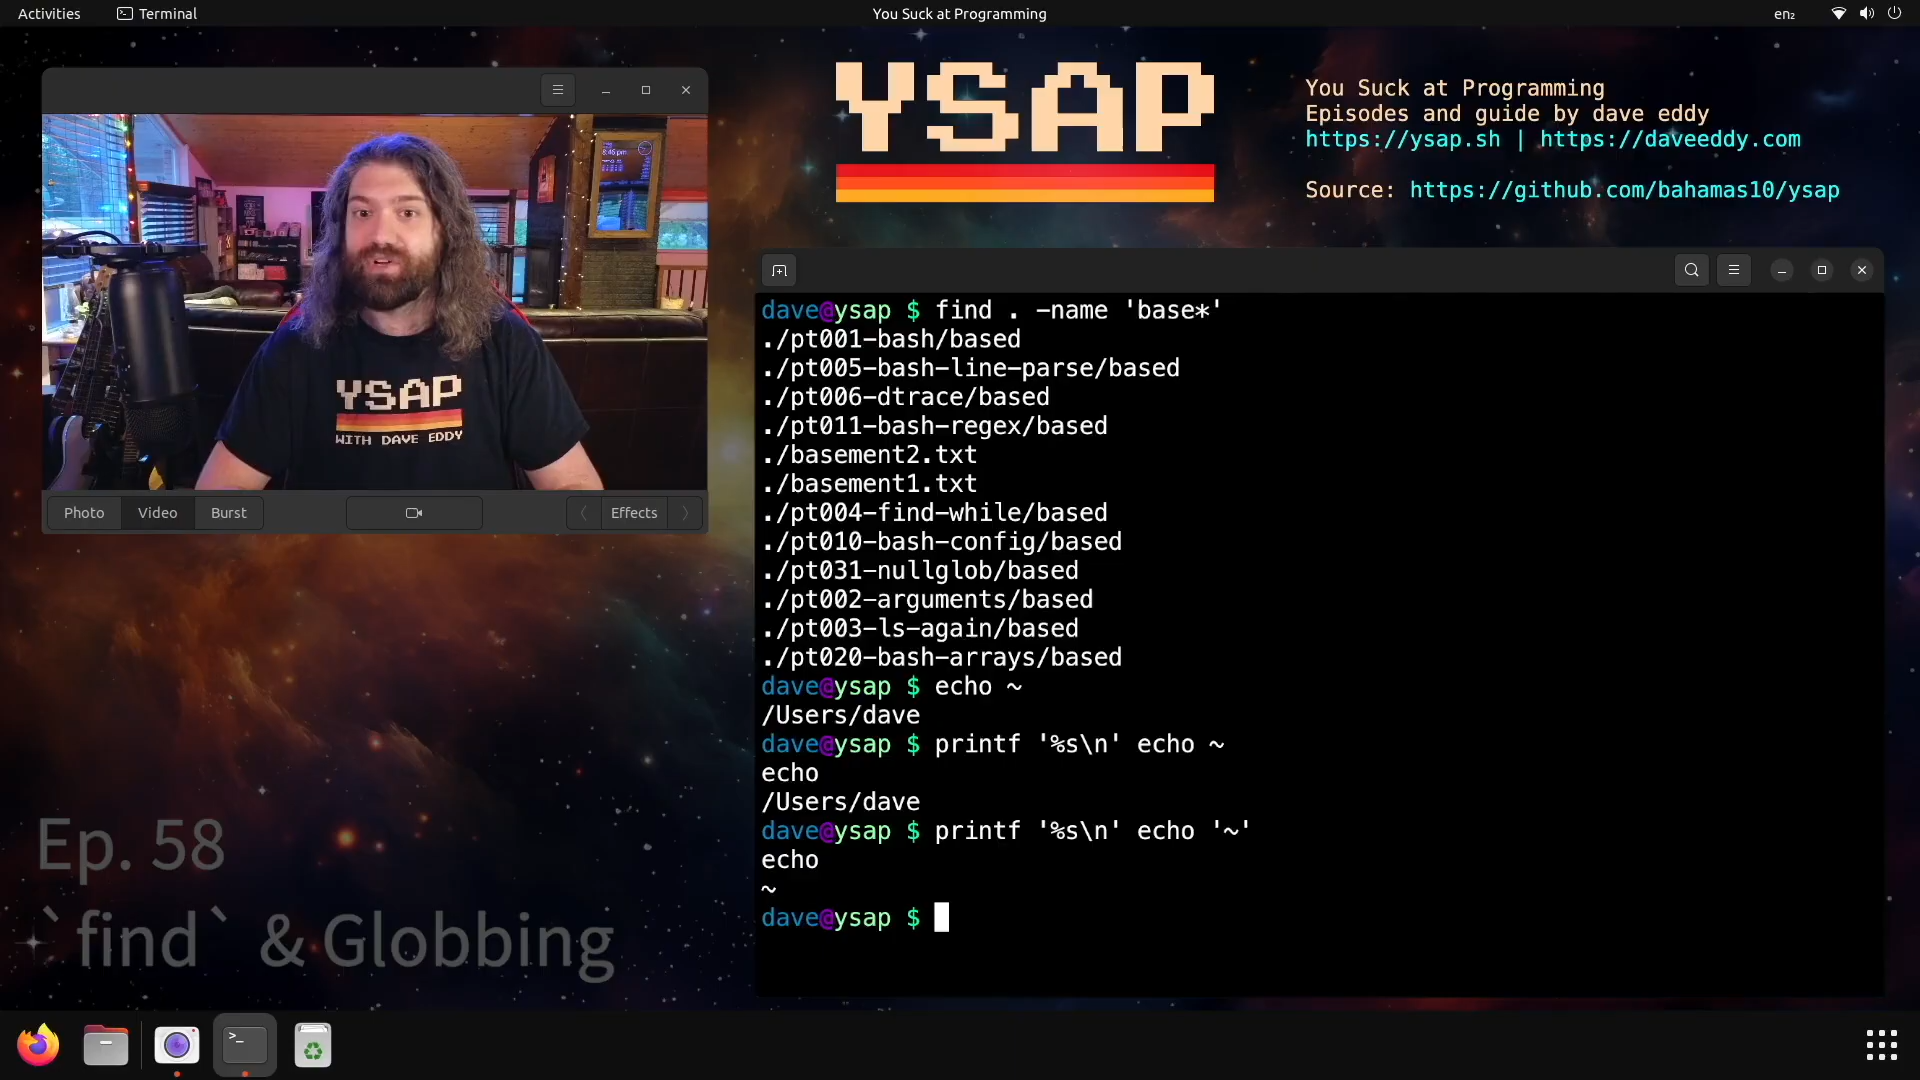 Activities
Terminal
You Suck at Programming
en₂
YSAP
You Suck at Programming
Episodes and guide by dave eddy
https://ysap.sh | https://daveeddy.com
Source: https://github.com/bahamas10/ysap
8:45 pm
YSAP
WITH DAVE EDDY
Photo
Video
Burst
Effects
dave@ysap $ find . -name 'base*'
./pt001-bash/based
./pt005-bash-line-parse/based
./pt006-dtrace/based
./pt011-bash-regex/based
./basement2.txt
./basement1.txt
./pt004-find-while/based
./pt010-bash-config/based
./pt031-nullglob/based
./pt002-arguments/based
./pt003-ls-again/based
./pt020-bash-arrays/based
dave@ysap $ echo ~
/Users/dave
dave@ysap $ printf '%s\n' echo ~
echo
/Users/dave
dave@ysap $ printf '%s\n' echo '~'
echo
~
dave@ysap $
Ep. 58
`find` & Globbing